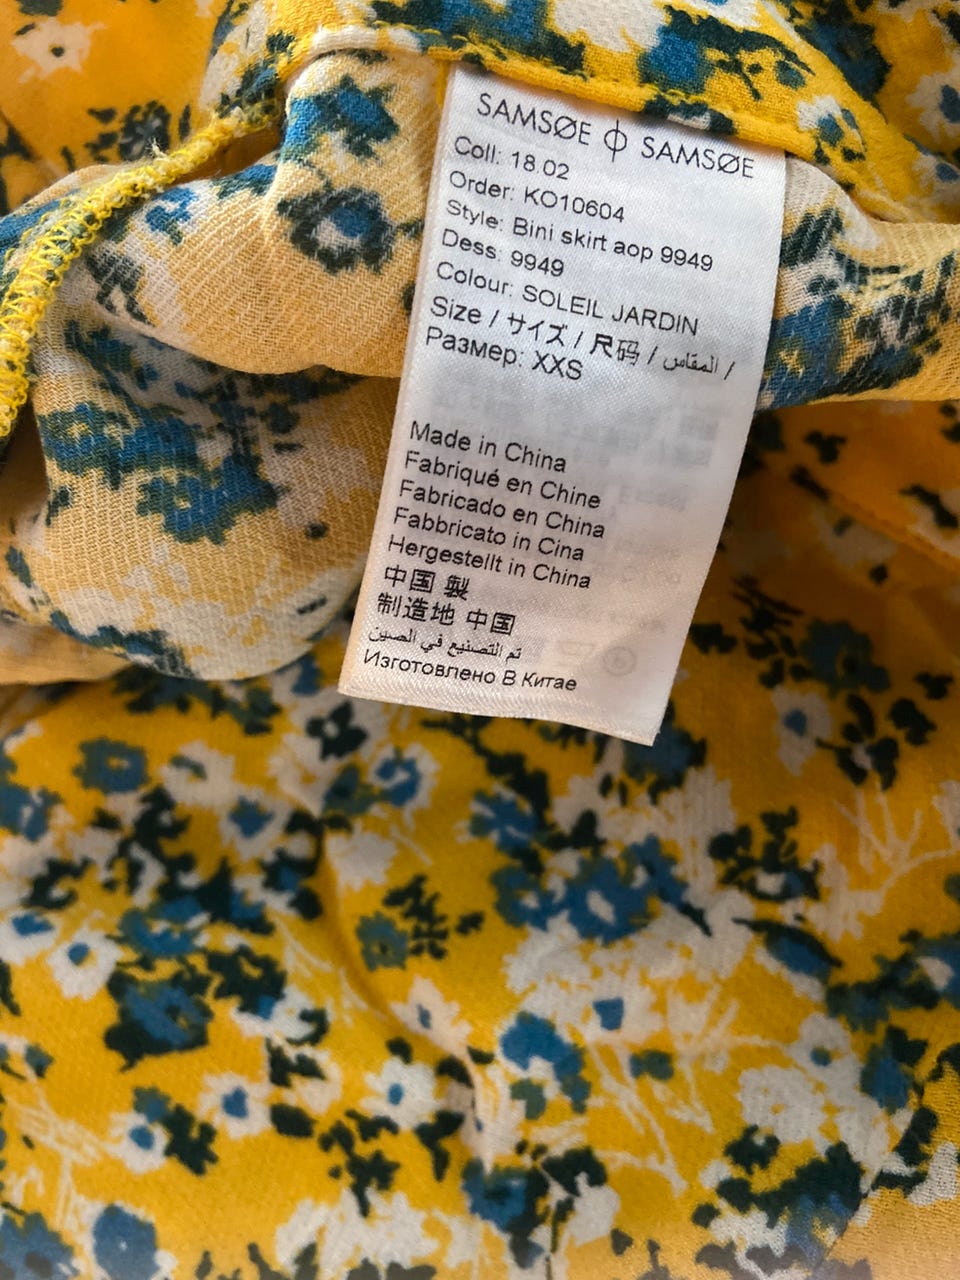 SAMSØE ⏀ SAMSØE
Coll: 18 02
Order: KO10604
Style: Bini skirt aop 9949
Dess: 9949
Colour: SOLEIL JARDIN
Size / サイズ / 尺码 / المقاس /
Размер: XXS
Made in China
Fabriqué en Chine
Fabricado en China
Fabbricato in Cina
Hergestellt in China
中国 製
制造地 中国
تم التصنيع في الصين
Изготовлено В Китае